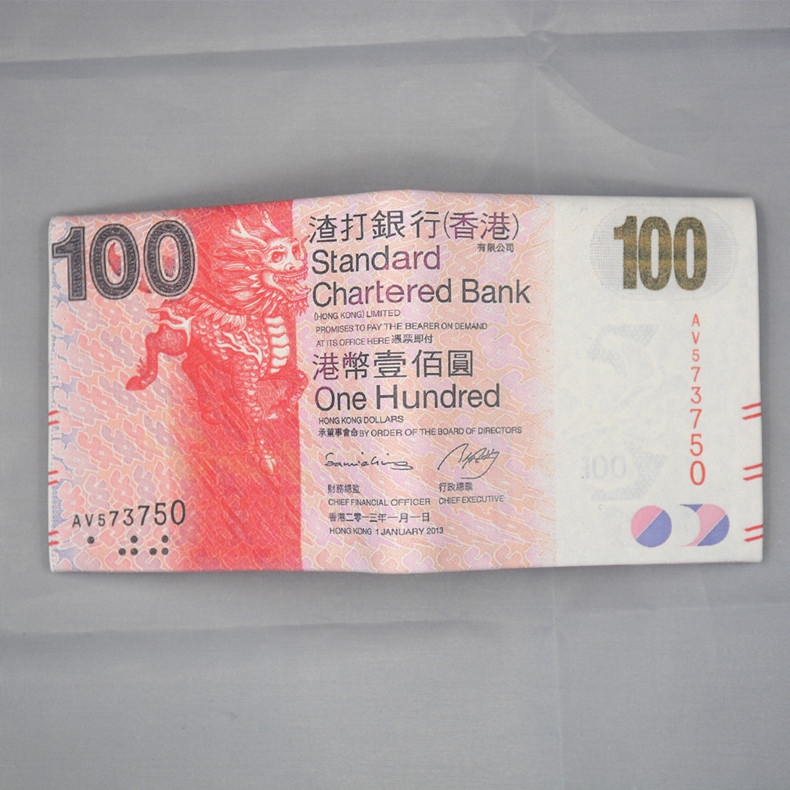 100
渣打銀行(香港)
有限公司
Standard
Chartered Bank
(HONG KONG) LIMITED
PROMISES TO PAY THE BEARER ON DEMAND
AT ITS OFFICE HERE 憑票即付
港幣壹佰圓
One Hundred
HONG KONG DOLLARS
承董事會命 BY ORDER OF THE BOARD OF DIRECTORS
財務總監 行政總裁
CHIEF FINANCIAL OFFICER CHIEF EXECUTIVE
香港二零一三年一月一日
HONG KONG 1 JANUARY 2013
AV573750
100
AV573750
100